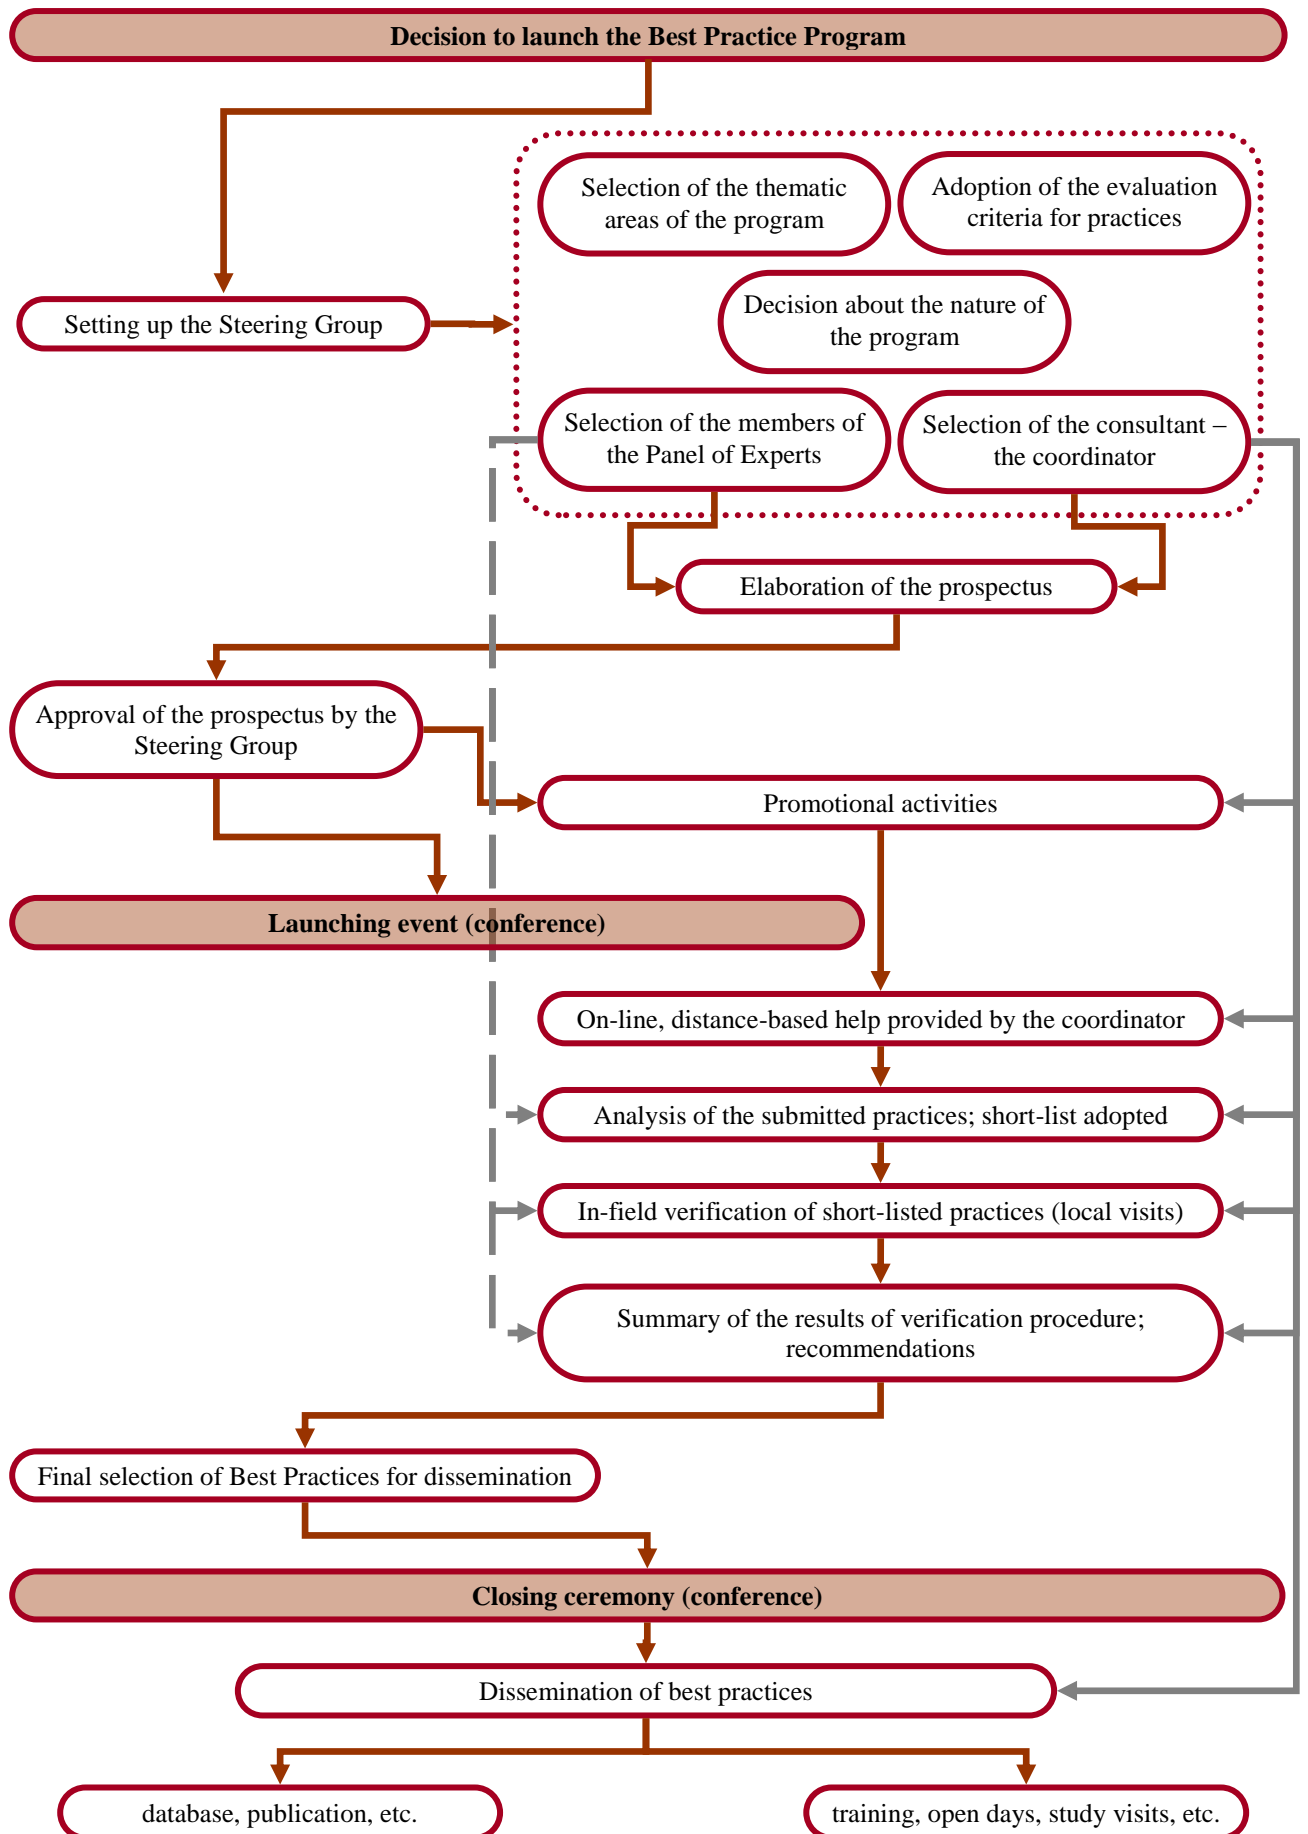 Decision to launch the Best Practice Program
Selection of the thematic
areas of the program
Adoption of the evaluation
criteria for practices
Decision about the nature of
the program
Setting up the Steering Group
Selection of the members of
the Panel of Experts
Selection of the consultant –
the coordinator
Elaboration of the prospectus
Approval of the prospectus by the
Steering Group
Promotional activities
Launching event (conference)
On-line, distance-based help provided by the coordinator
Analysis of the submitted practices; short-list adopted
In-field verification of short-listed practices (local visits)
Summary of the results of verification procedure;
recommendations
Final selection of Best Practices for dissemination
Closing ceremony (conference)
Dissemination of best practices
database, publication, etc.
training, open days, study visits, etc.